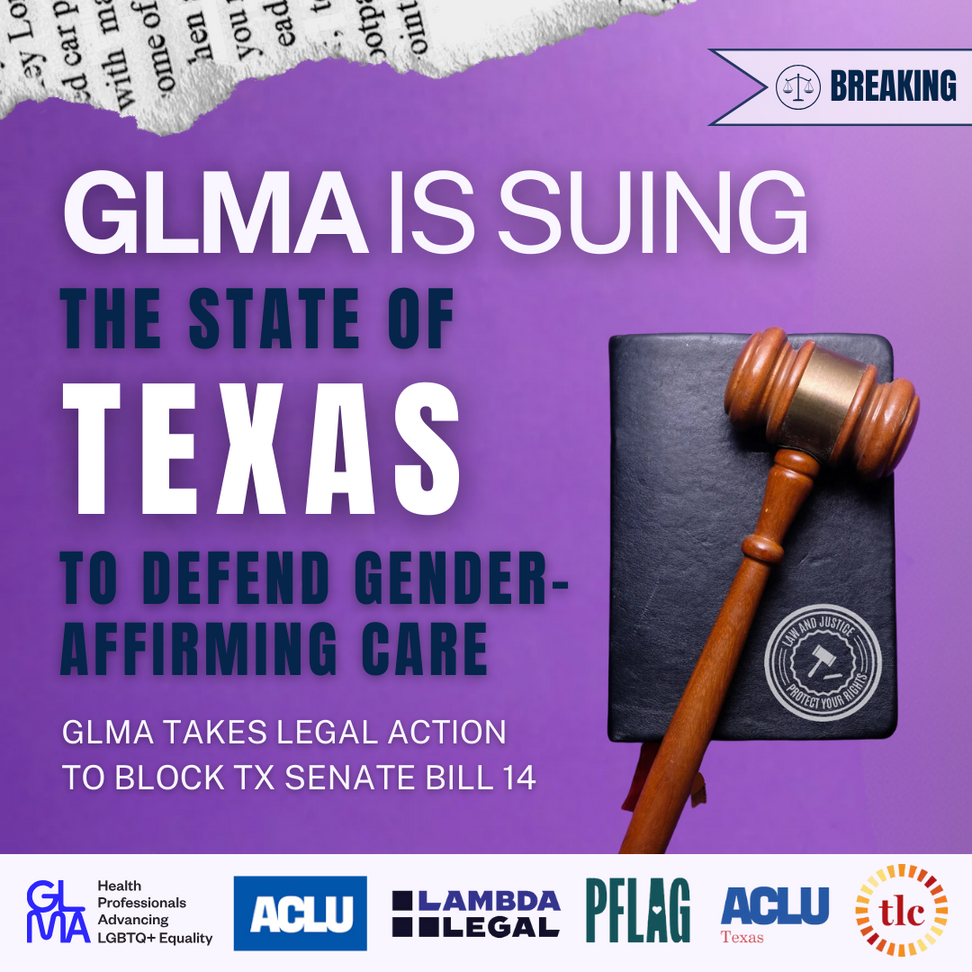 BREAKING
GLMA IS SUING
THE STATE OF
TEXAS
TO DEFEND GENDER-
AFFIRMING CARE
GLMA TAKES LEGAL ACTION
TO BLOCK TX SENATE BILL 14
LAW AND JUSTICE
PROTECT YOUR RIGHTS
GL
MA
Health
Professionals
Advancing
LGBTQ+ Equality
ACLU
LAMBDA
LEGAL
PFLAG
ACLU
Texas
tlc